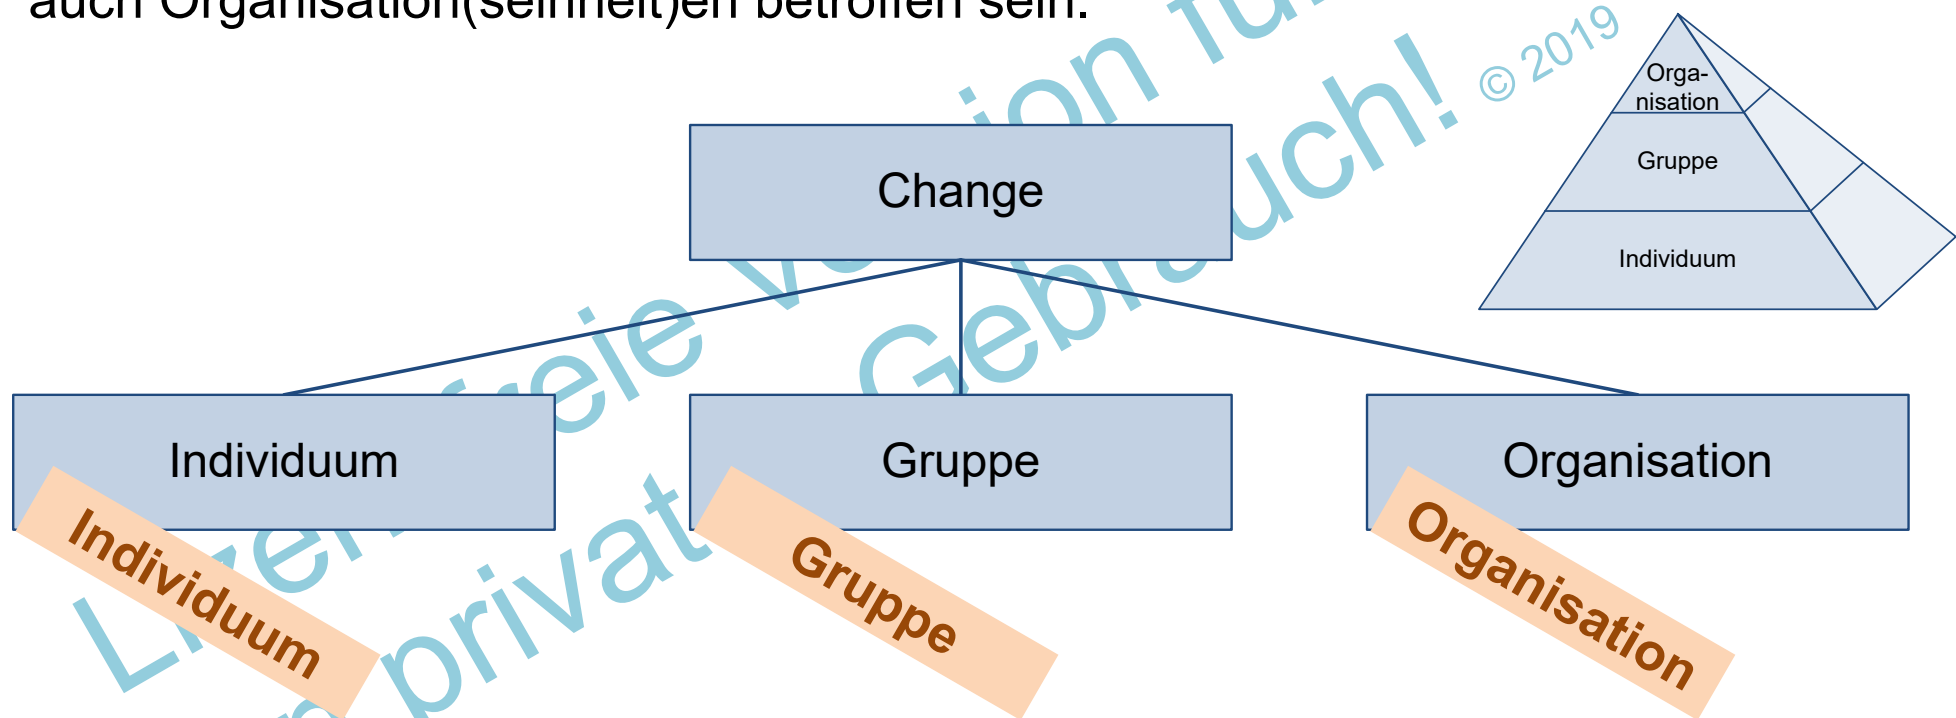 auch Organisation(seinheit)en betroffen sein.
© 2019
Orga-
nisation
Gruppe
Individuum
Change
Individuum
Gruppe
Organisation
Individuum
Gruppe
Organisation
Gebrauch!
privat